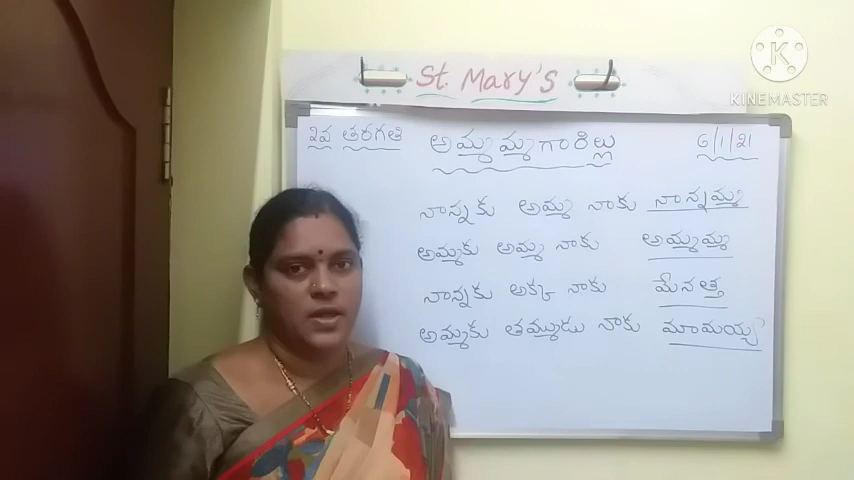 St. Mary's
KINEMASTER
2వ తరగతి అమ్మమ్మగారిల్లు 6/1/21
నాన్నకు అమ్మ నాకు నాన్నమ్మ
అమ్మకు అమ్మ నాకు అమ్మమ్మ
నాన్నకు అక్క నాకు మేనత్త
అమ్మకు తమ్ముడు నాకు మామయ్య